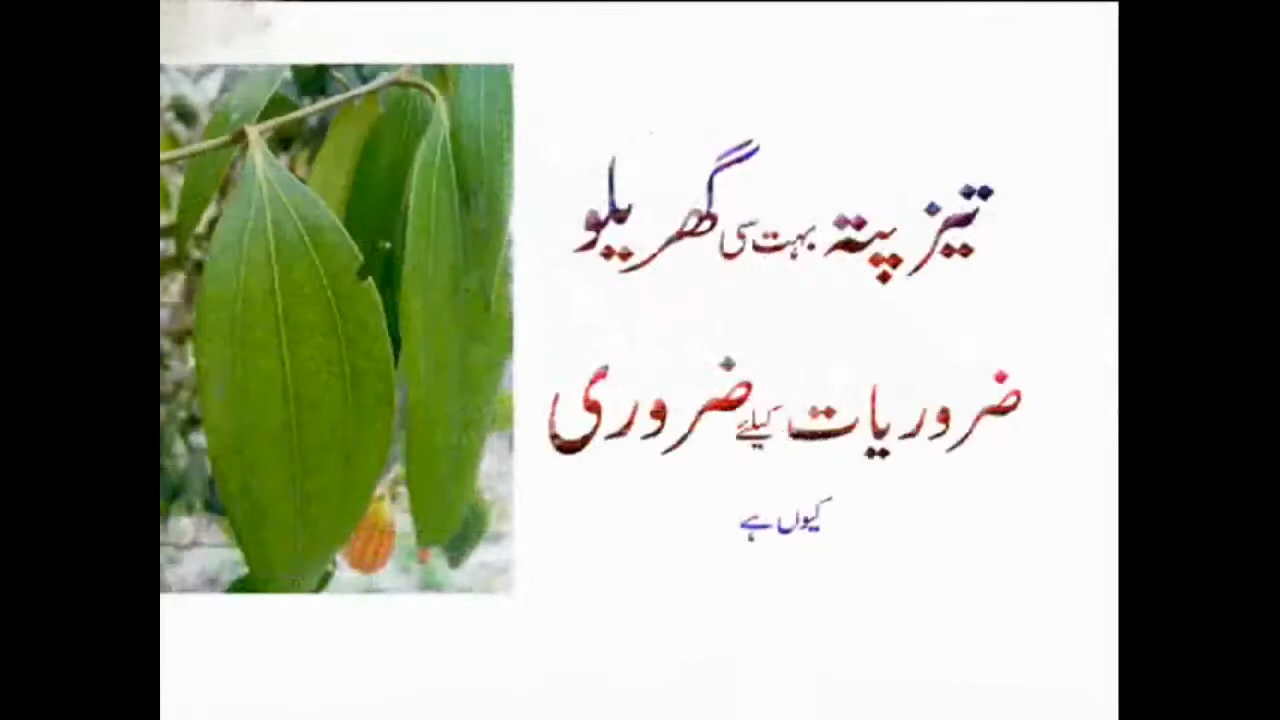 تیز پتہ بہت سی گھریلو
ضروریات کیلئے ضروری
کیوں ہے